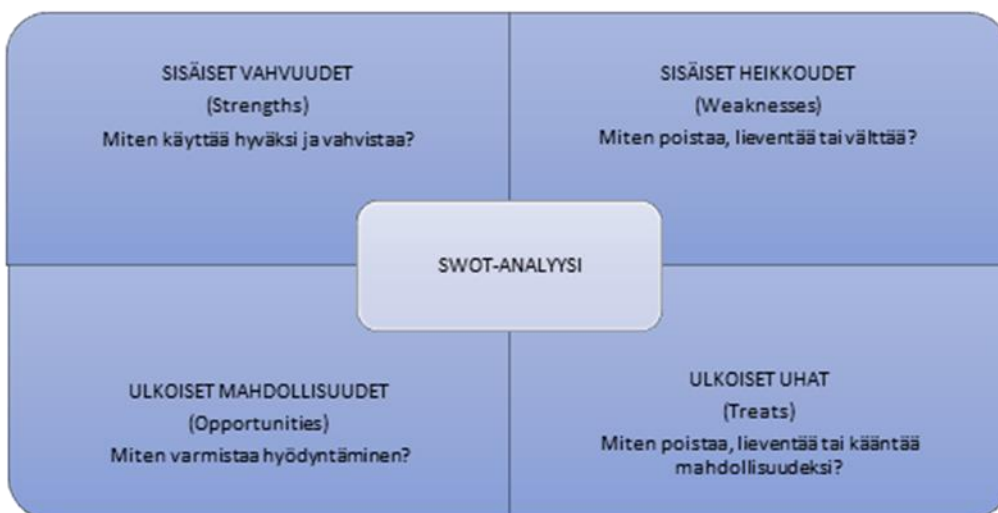 SISÄISET VAHVUUDET
(Strengths)
Miten käyttää hyväksi ja vahvistaa?
SISÄISET HEIKKOUDET
(Weaknesses)
Miten poistaa, lieventää tai välttää?
SWOT-ANALYYSI
ULKOISET MAHDOLLISUUDET
(Opportunities)
Miten varmistaa hyödyntäminen?
ULKOISET UHAT
(Treats)
Miten poistaa, lieventää tai kääntää
mahdollisuudeksi?